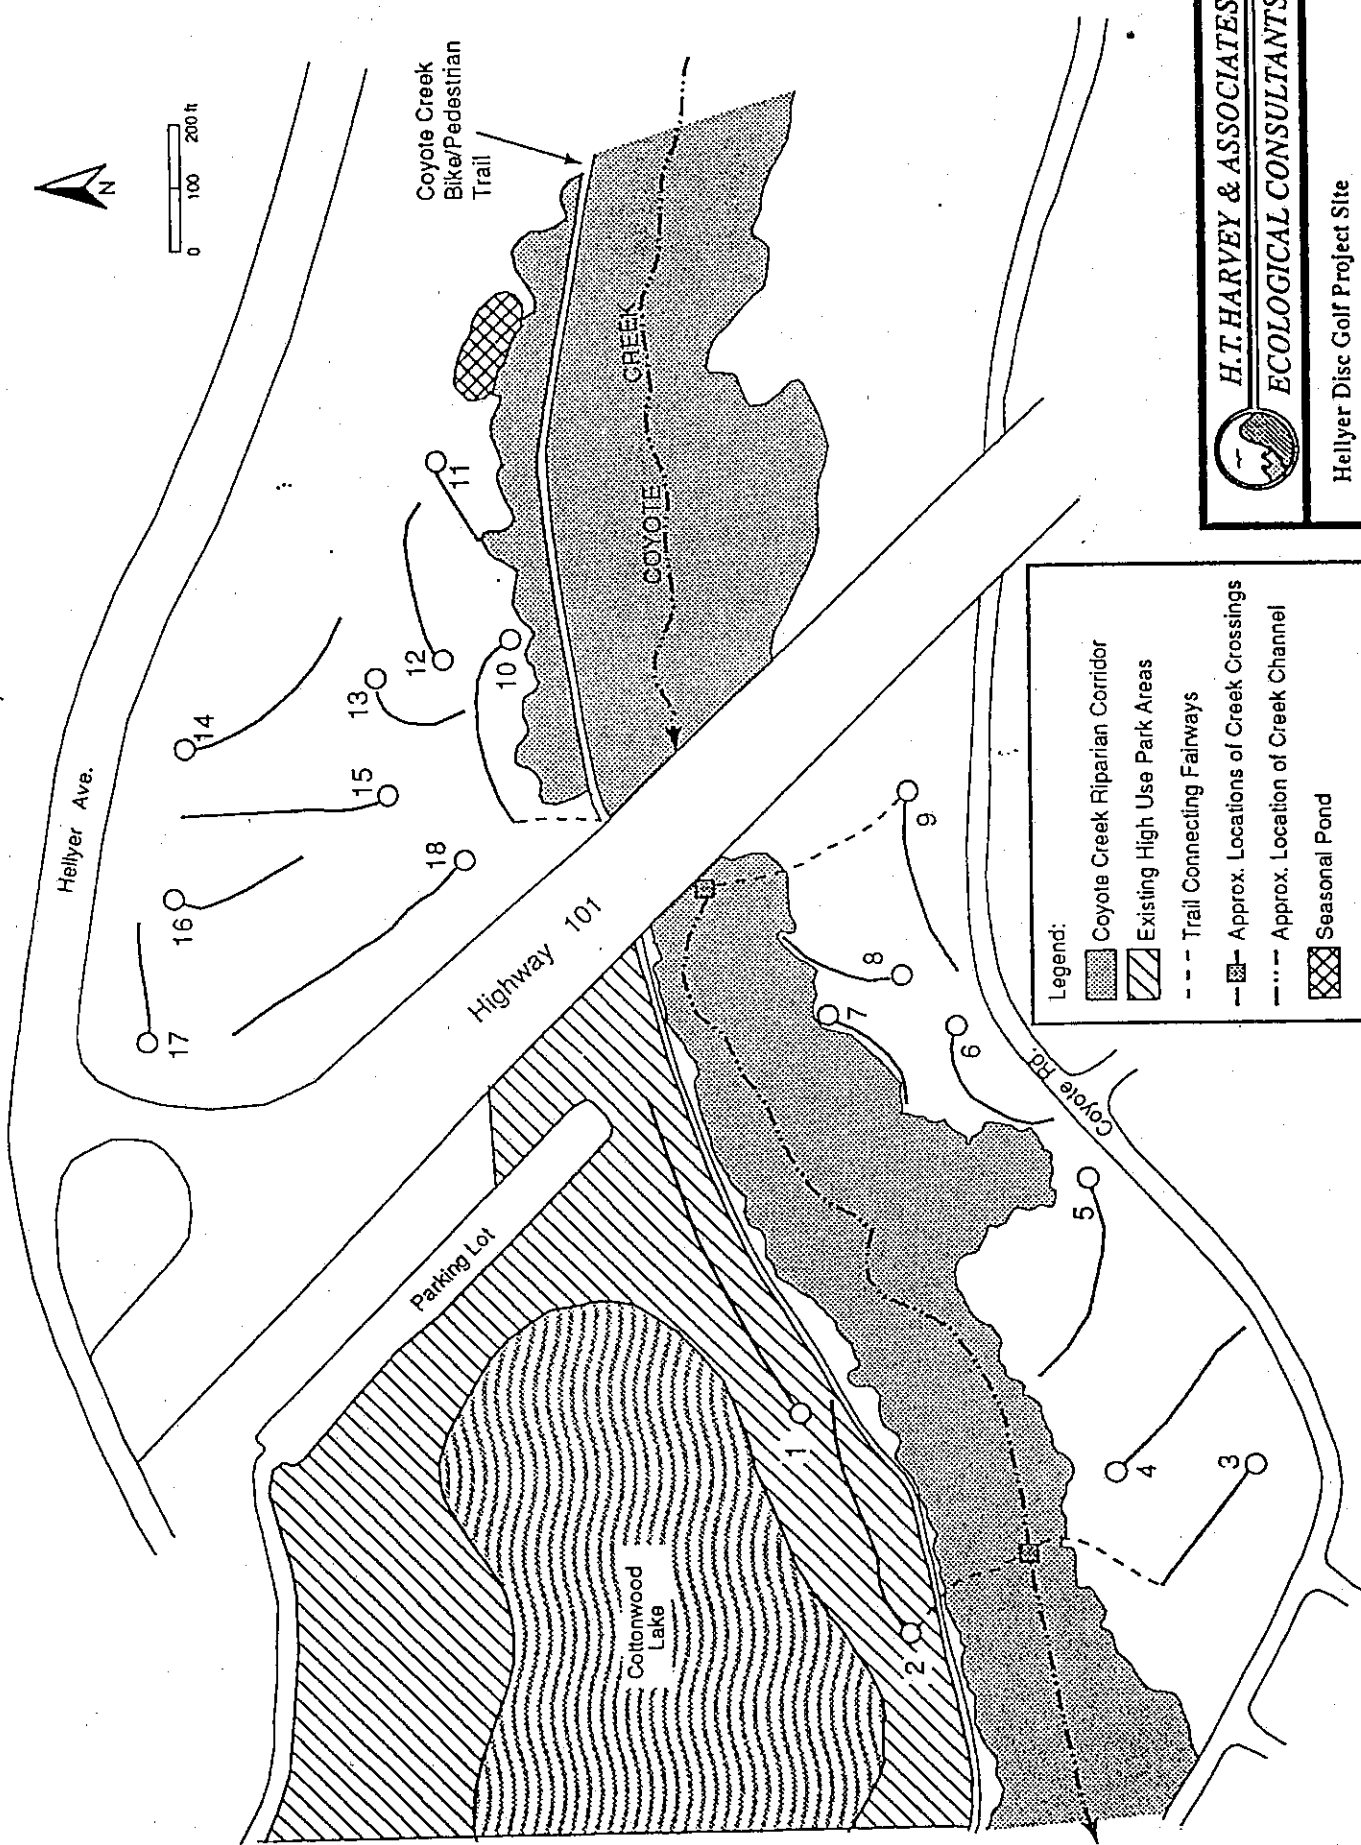 N
0 100 200 ft
Coyote Creek
Bike/Pedestrian
Trail
Hellyer Ave.
14
13
12
11
10
15
16
17
18
COYOTE CREEK
Highway 101
Parking Lot
Cottonwood
Lake
1
2
3
4
5
6
7
8
9
Coyote Rd.
Legend:
Coyote Creek Riparian Corridor
Existing High Use Park Areas
Trail Connecting Fairways
Approx. Locations of Creek Crossings
Approx. Location of Creek Channel
Seasonal Pond
H.T. HARVEY & ASSOCIATES
ECOLOGICAL CONSULTANTS
Hellyer Disc Golf Project Site